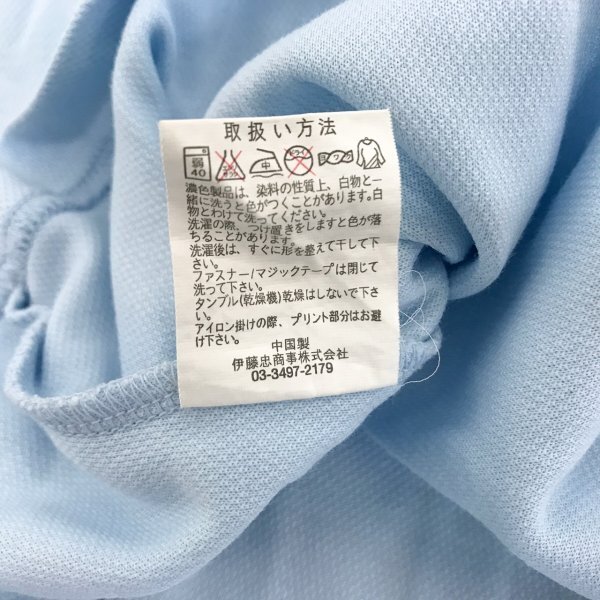 取扱い方法
弱 40 中 ドライ
濃色製品は、染料の性質上、白物と一
緒に洗うと色がつくことがあります。白
物とわけて洗ってください。
洗濯の際、つけ置きをしますと色が落
ちることがあります。
洗濯後は、すぐに形を整えて干して下
さい。
ファスナー/マジックテープは閉じて
洗って下さい。
タンブル(乾燥機)乾燥はしないで下さ
い。
アイロン掛けの際、プリント部分はお避
け下さい。
中国製
伊藤忠商事株式会社
03-3497-2179